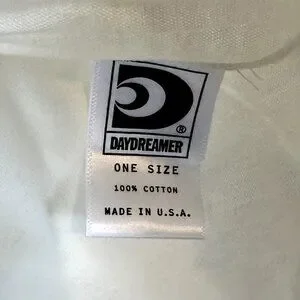 ®
DAYDREAMER
ONE SIZE
100% COTTON
MADE IN U.S.A.